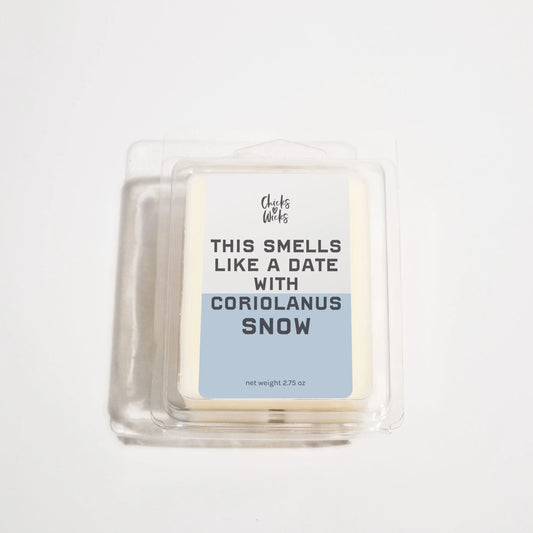 Chicks
Wicks
THIS SMELLS
LIKE A DATE
WITH
CORIOLANUS
SNOW
net weight 2.75 oz